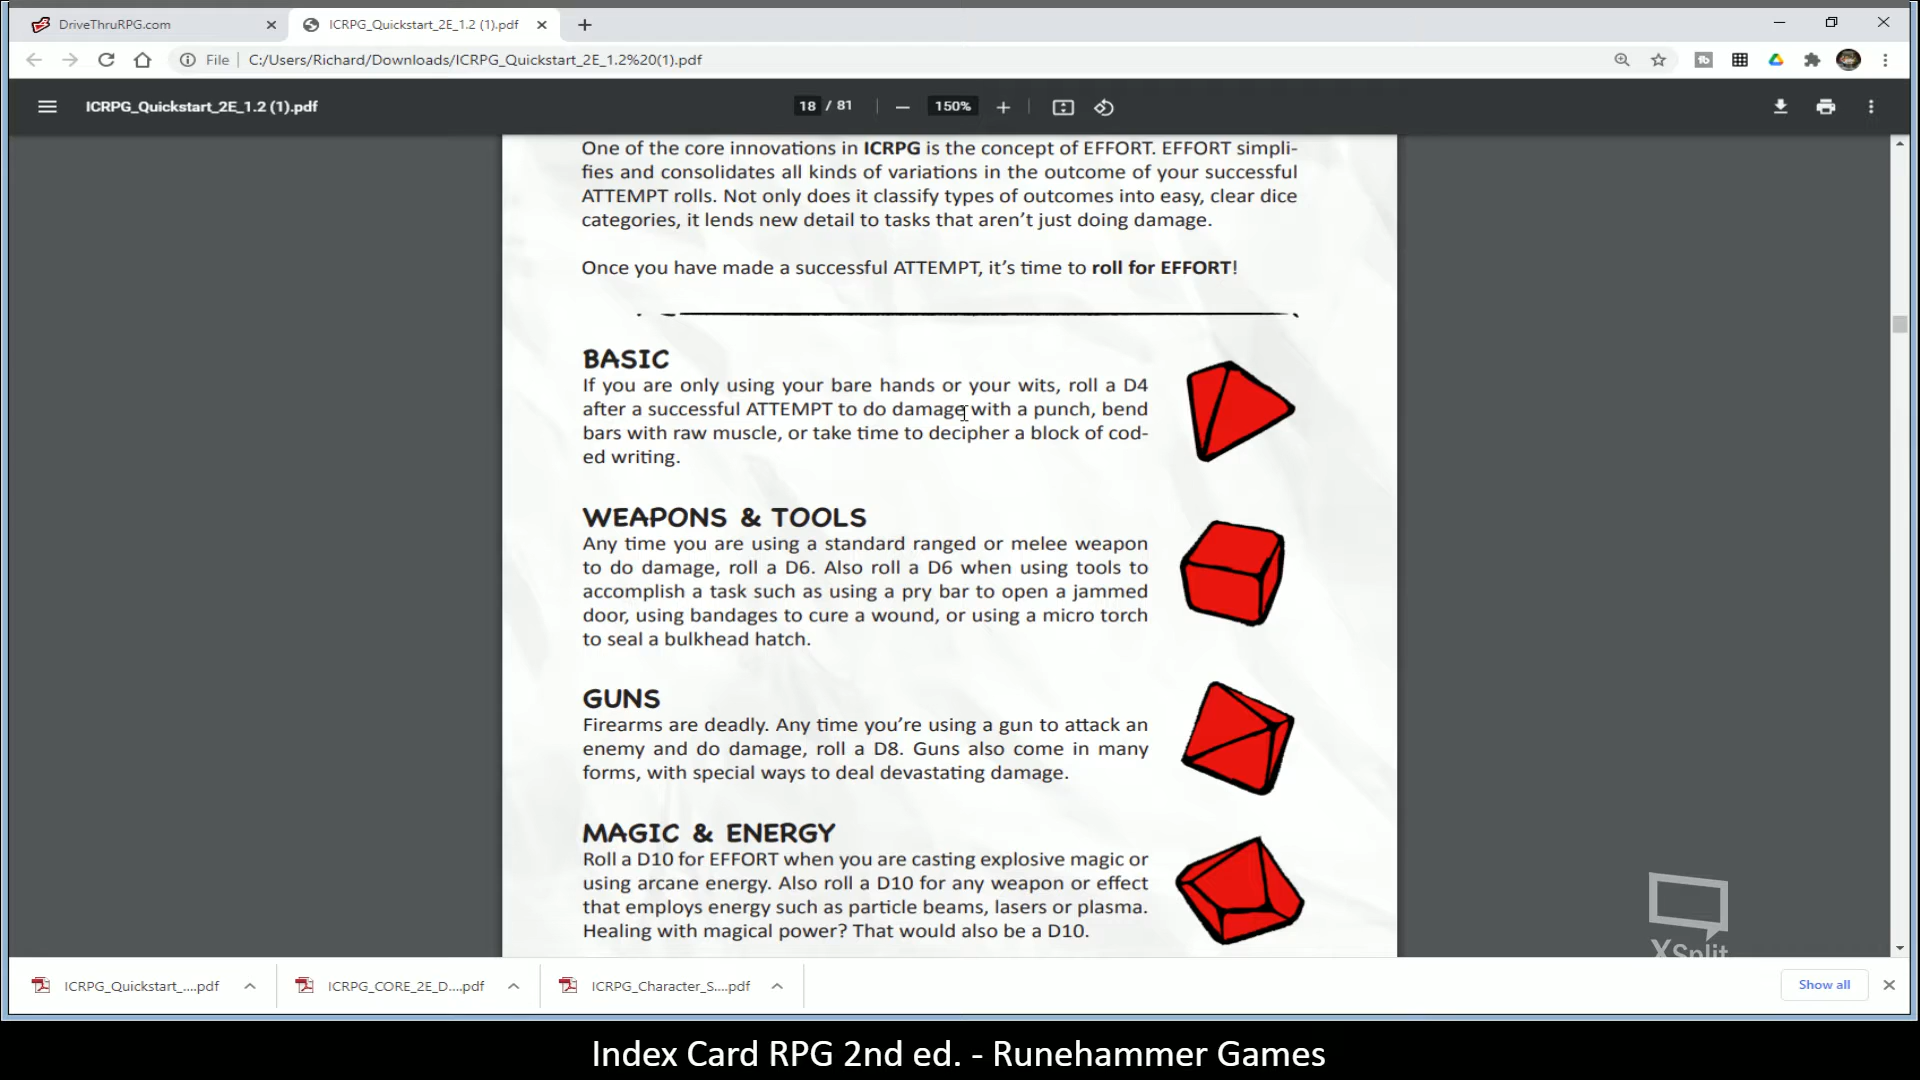 DriveThruRPG.com
ICRPG_Quickstart_2E_1.2 (1).pdf
File
C:/Users/Richard/Downloads/ICRPG_Quickstart_2E_1.2%20(1).pdf
ICRPG_Quickstart_2E_1.2 (1).pdf
18 / 81
150%
One of the core innovations in ICRPG is the concept of EFFORT. EFFORT simpli-
fies and consolidates all kinds of variations in the outcome of your successful
ATTEMPT rolls. Not only does it classify types of outcomes into easy, clear dice
categories, it lends new detail to tasks that aren't just doing damage.
Once you have made a successful ATTEMPT, it's time to roll for EFFORT!
BASIC
If you are only using your bare hands or your wits, roll a D4
after a successful ATTEMPT to do damage with a punch, bend
bars with raw muscle, or take time to decipher a block of cod-
ed writing.
WEAPONS & TOOLS
Any time you are using a standard ranged or melee weapon
to do damage, roll a D6. Also roll a D6 when using tools to
accomplish a task such as using a pry bar to open a jammed
door, using bandages to cure a wound, or using a micro torch
to seal a bulkhead hatch.
GUNS
Firearms are deadly. Any time you're using a gun to attack an
enemy and do damage, roll a D8. Guns also come in many
forms, with special ways to deal devastating damage.
MAGIC & ENERGY
Roll a D10 for EFFORT when you are casting explosive magic or
using arcane energy. Also roll a D10 for any weapon or effect
that employs energy such as particle beams, lasers or plasma.
Healing with magical power? That would also be a D10.
XSplit
ICRPG_Quickstart_....pdf
ICRPG_CORE_2E_D....pdf
ICRPG_Character_S....pdf
Show all
Index Card RPG 2nd ed. - Runehammer Games